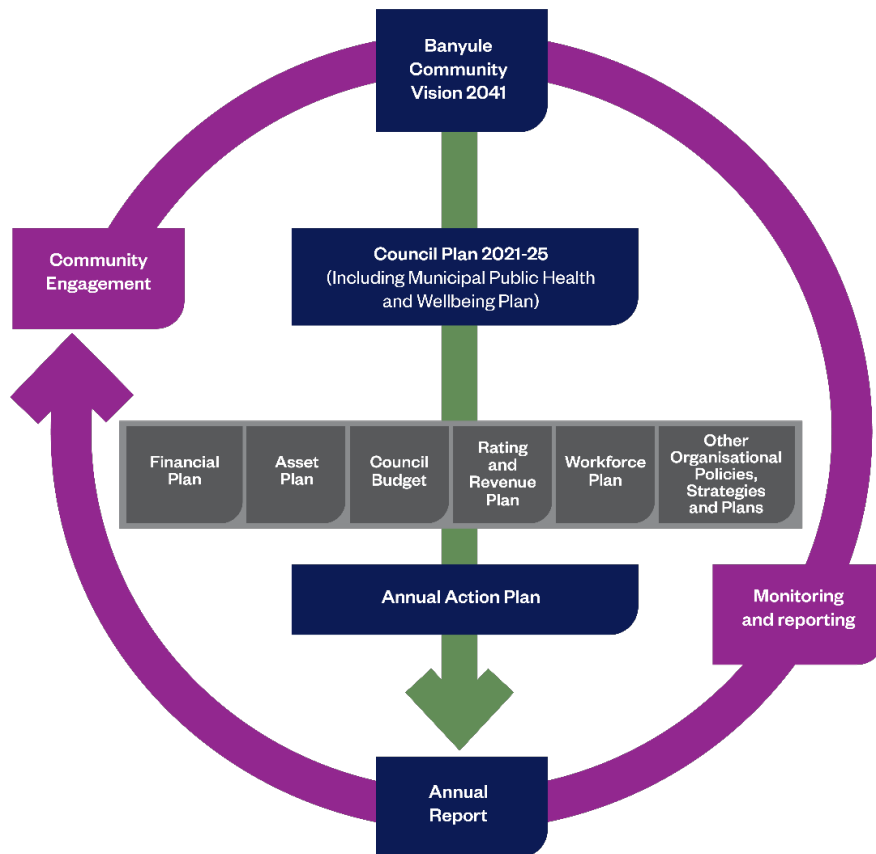 Banyule
Community
Vision 2041
Community
Engagement
Council Plan 2021-25
(Including Municipal Public Health
and Wellbeing Plan)
Financial
Plan
Asset
Plan
Council
Budget
Rating
and
Revenue
Plan
Workforce
Plan
Other
Organisational
Policies,
Strategies
and Plans
Annual Action Plan
Monitoring
and reporting
Annual
Report